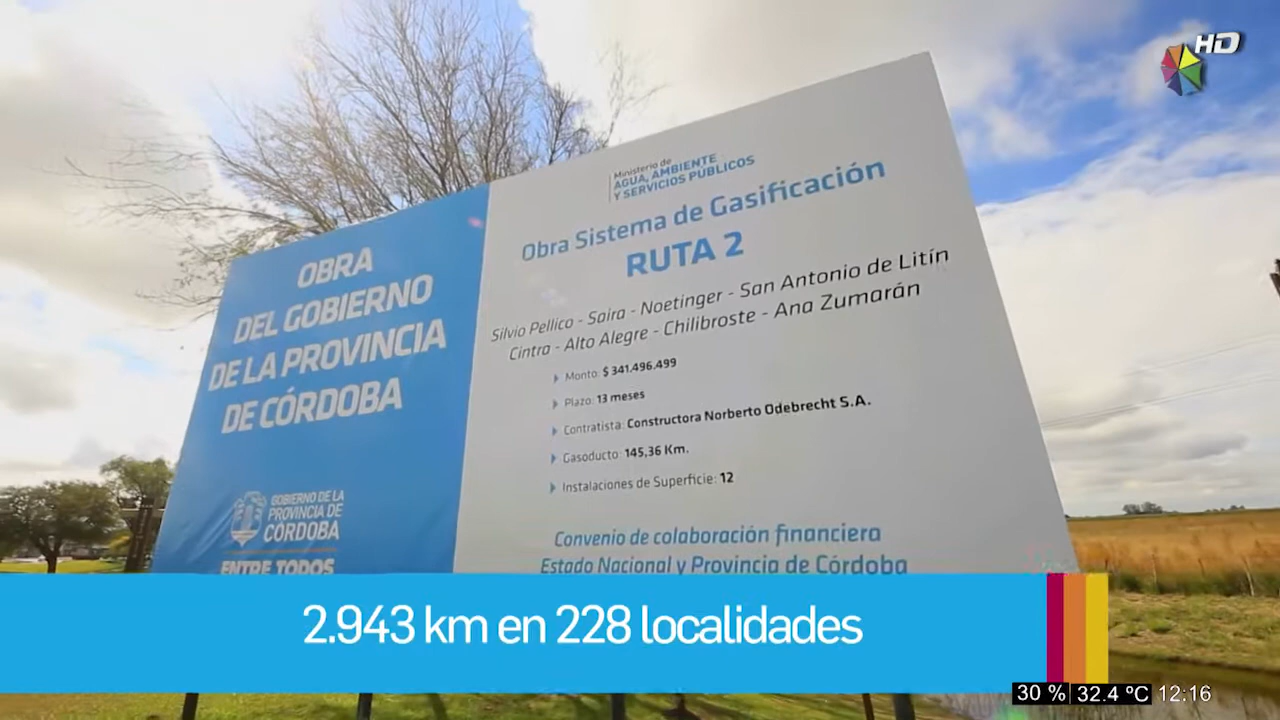 HD
OBRA
DEL GOBIERNO
DE LA PROVINCIA
DE CÓRDOBA
GOBIERNO DE LA
PROVINCIA DE
CÓRDOBA
ENTRE TODOS
Ministerio de
AGUA, AMBIENTE
Y SERVICIOS PÚBLICOS
Obra Sistema de Gasificación
RUTA 2
Silvio Pellico - Saira - Noetinger - San Antonio de Litín
Cintra - Alto Alegre - Chilibroste - Ana Zumarán
Monto: $ 341.496.499
Plazo: 13 meses
Contratista: Constructora Norberto Odebrecht S.A.
Gasoducto: 145,36 Km.
Instalaciones de Superficie: 12
Convenio de colaboración financiera
Estado Nacional y Provincia de Córdoba
2.943 km en 228 localidades
30 % 32.4 ºC 12:16